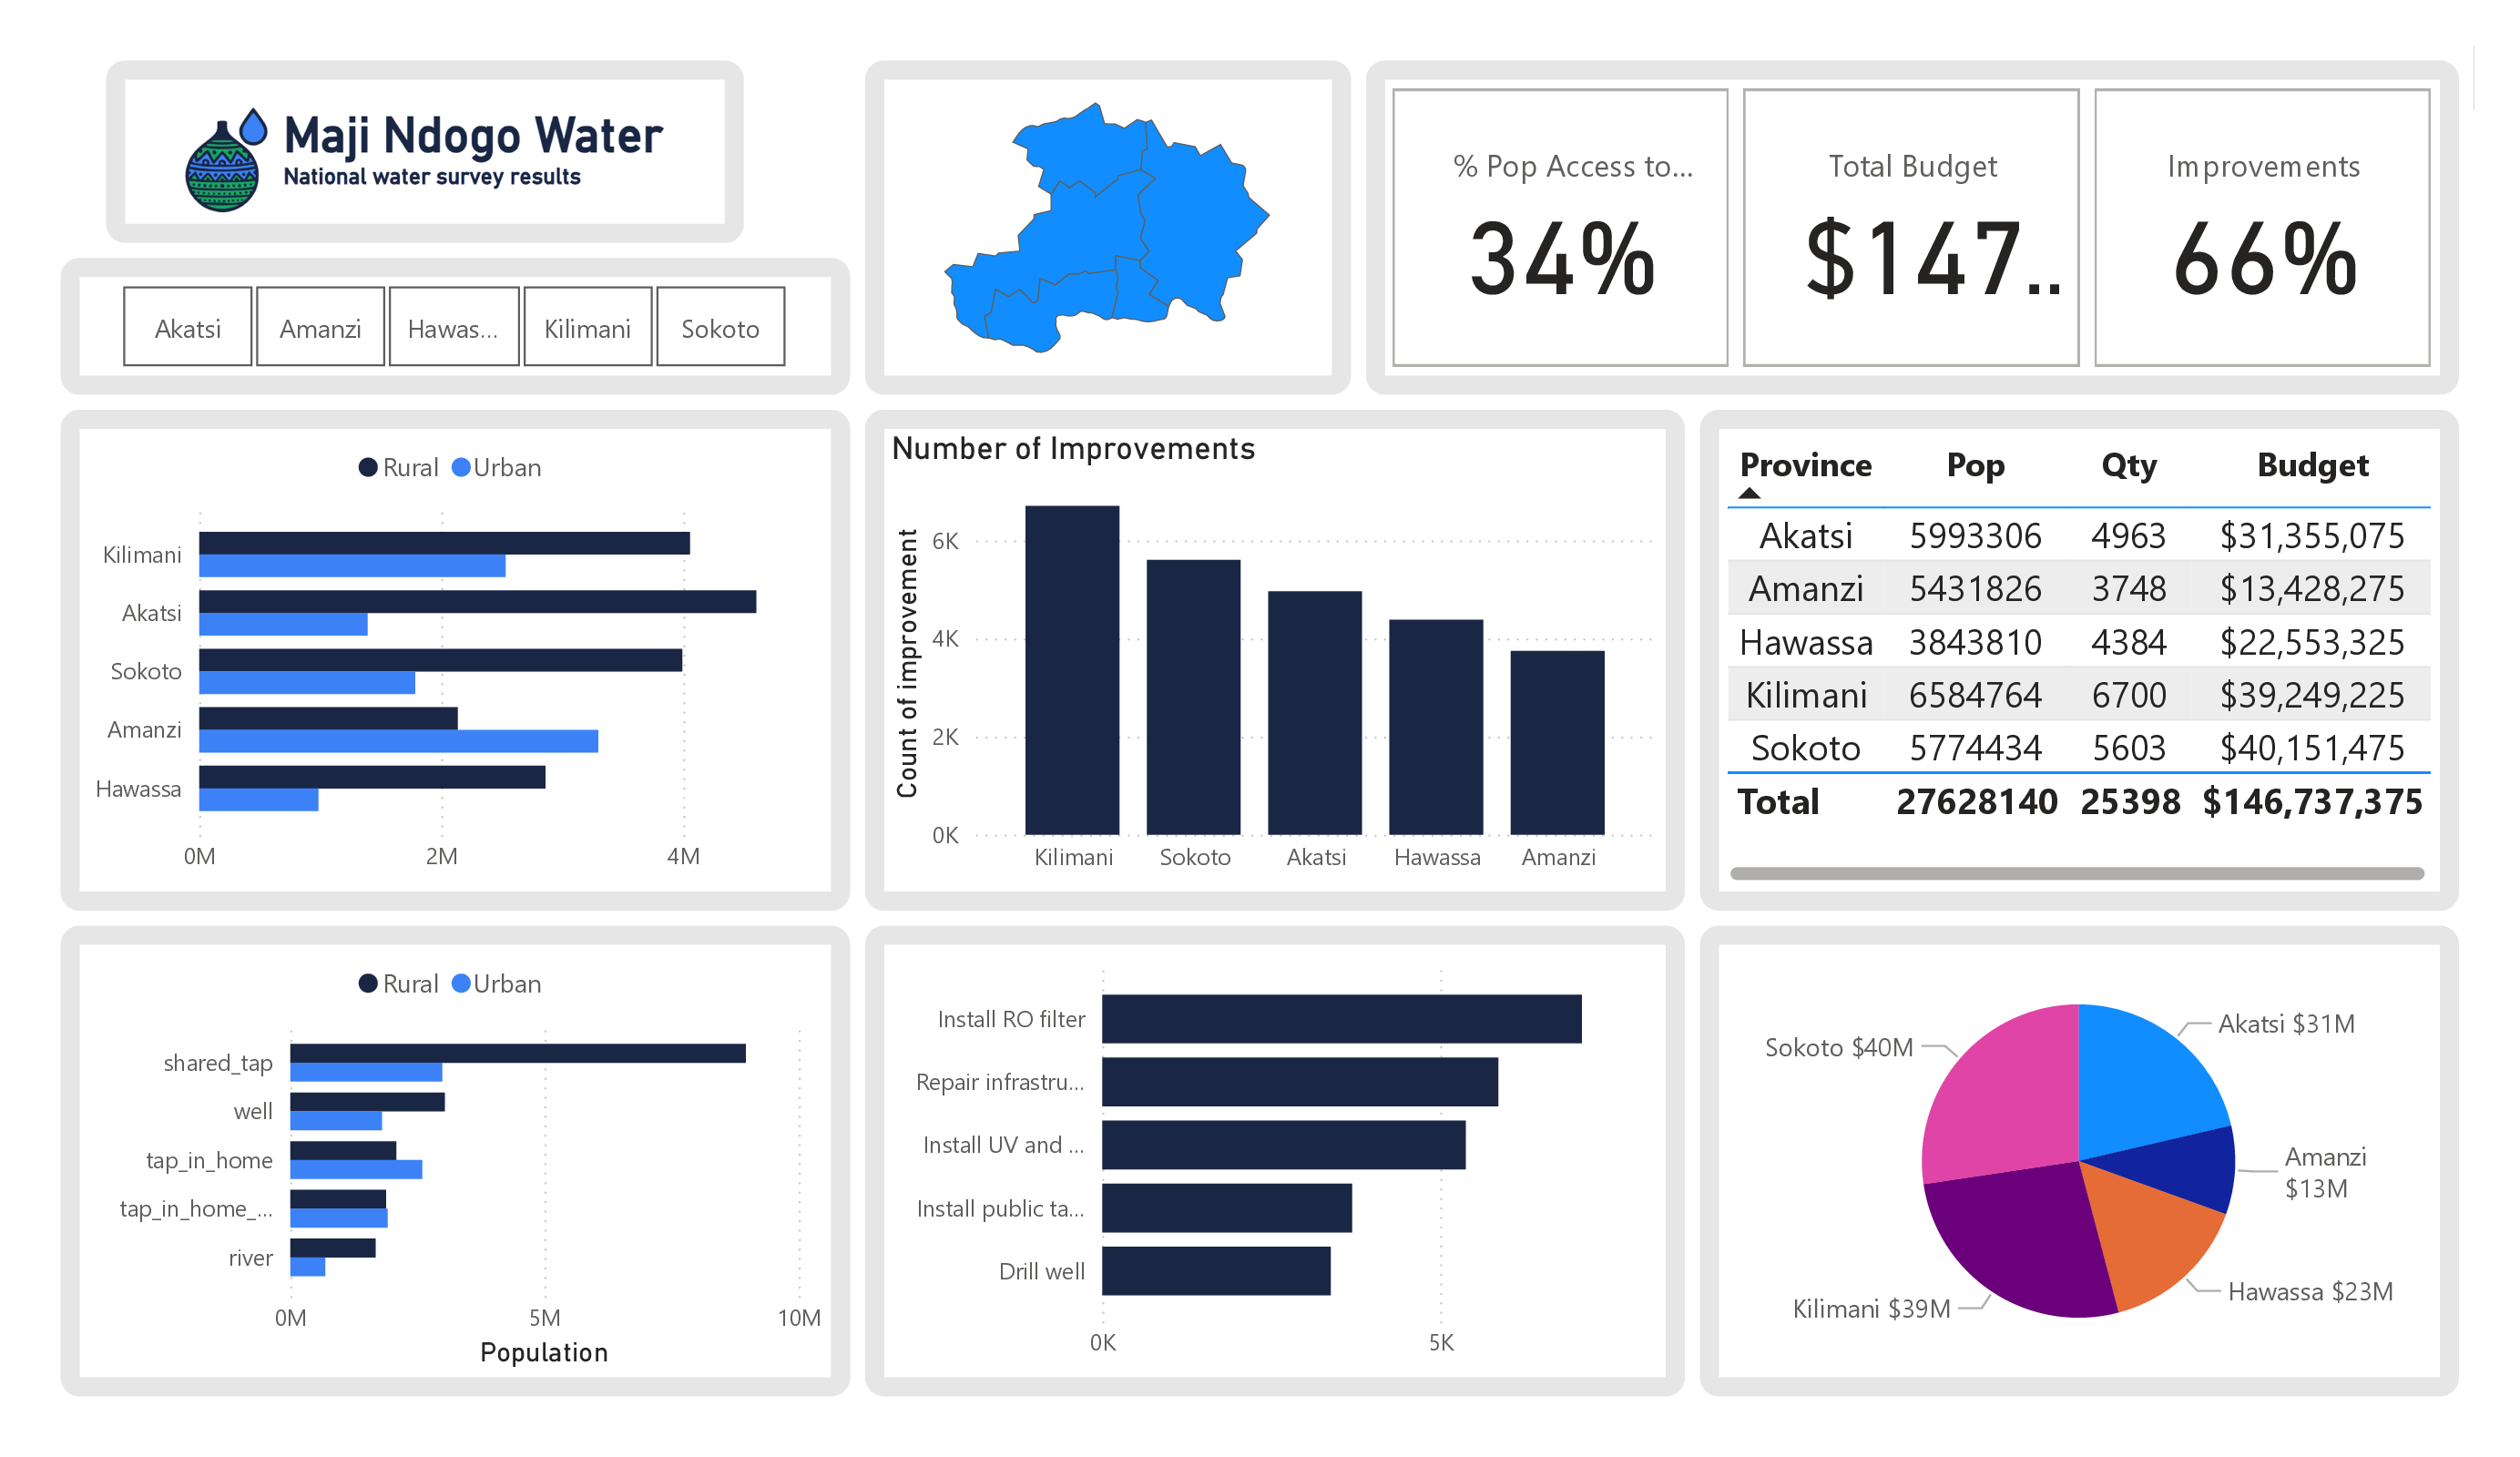 Maji Ndogo Water
National water survey results
Akatsi Amanzi Hawas... Kilimani Sokoto
% Pop Access to...
34%
Total Budget
$147..
Improvements
66%
Rural Urban
Kilimani
Akatsi
Sokoto
Amanzi
Hawassa
0M 2M 4M
Number of Improvements
Count of improvement
6K
4K
2K
0K
Kilimani Sokoto Akatsi Hawassa Amanzi
Province Pop Qty Budget
Akatsi 5993306 4963 $31,355,075
Amanzi 5431826 3748 $13,428,275
Hawassa 3843810 4384 $22,553,325
Kilimani 6584764 6700 $39,249,225
Sokoto 5774434 5603 $40,151,475
Total 27628140 25398 $146,737,375
Rural Urban
shared_tap
well
tap_in_home
tap_in_home_...
river
0M 5M 10M
Population
Install RO filter
Repair infrastru...
Install UV and ...
Install public ta...
Drill well
0K 5K
Akatsi $31M
Sokoto $40M
Amanzi
$13M
Hawassa $23M
Kilimani $39M